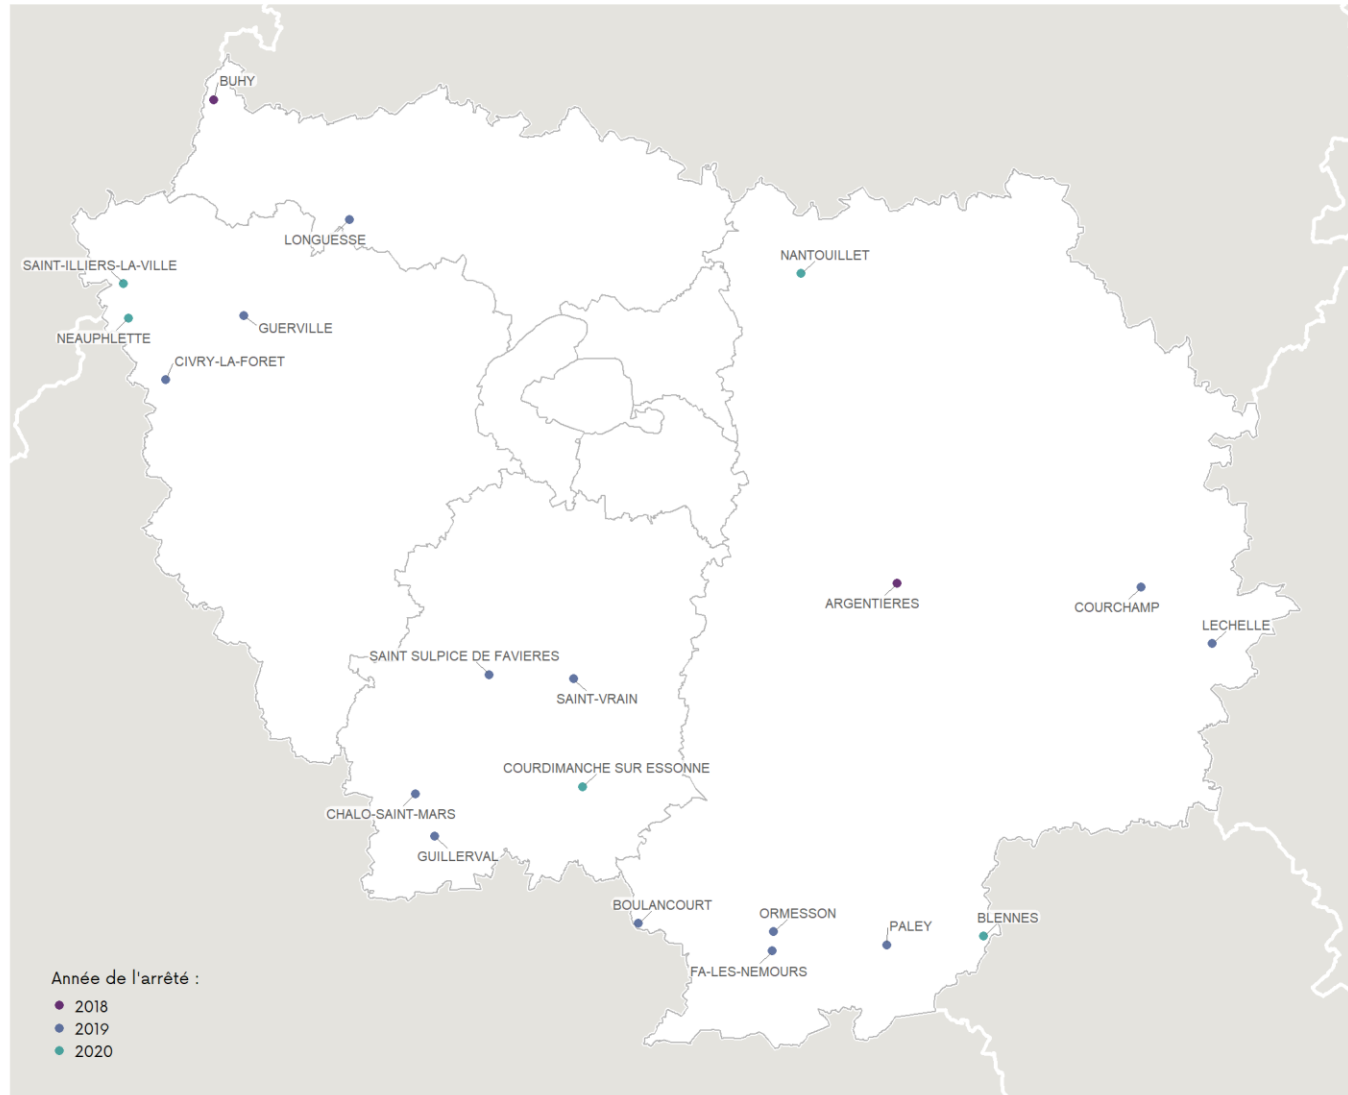 BUHY
LONGUESSE
NANTOUILLET
SAINT-ILLIERS-LA-VILLE
GUERVILLE
NEAUPHLETTE
CIVRY-LA-FORET
ARGENTIERES
COURCHAMP
LECHELLE
SAINT SULPICE DE FAVIERES
SAINT-VRAIN
COURDIMANCHE SUR ESSONNE
CHALO-SAINT-MARS
GUILLERVAL
BOULANCOURT
ORMESSON
PALEY
BLENNES
FA-LES-NEMOURS
Année de l'arrêté :
2018
2019
2020